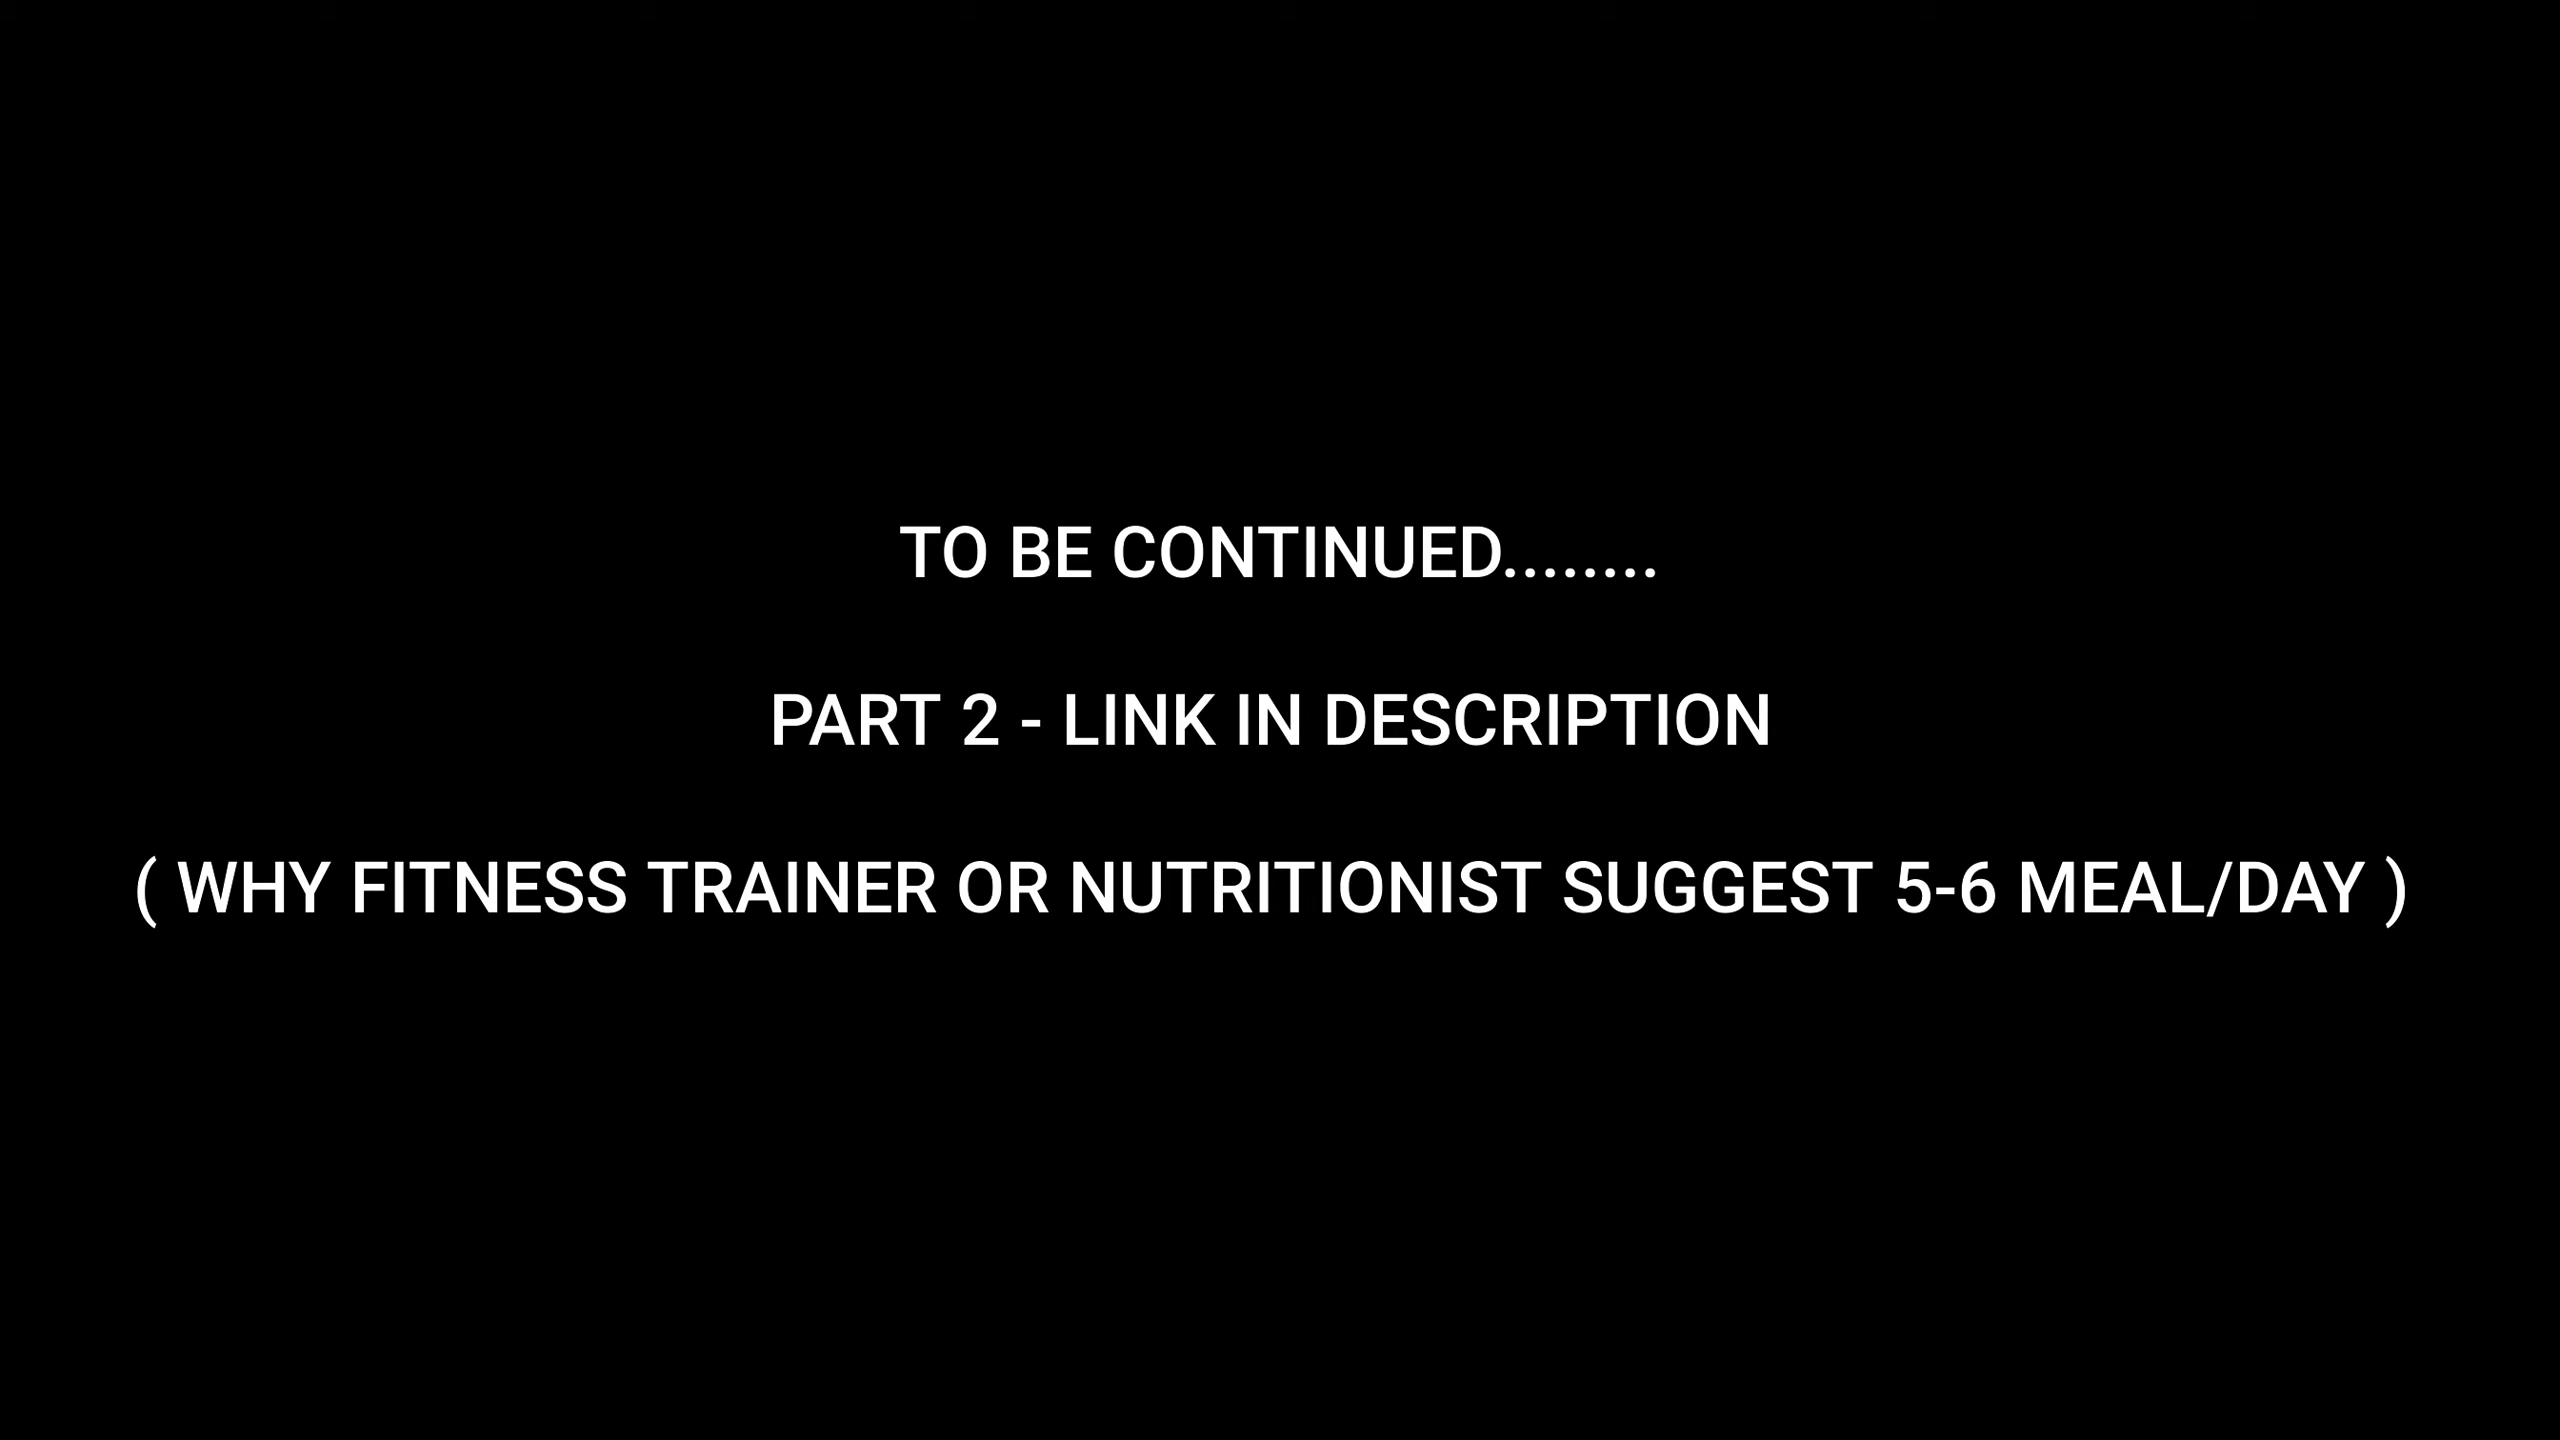 TO BE CONTINUED........
PART 2 - LINK IN DESCRIPTION
( WHY FITNESS TRAINER OR NUTRITIONIST SUGGEST 5-6 MEAL/DAY )